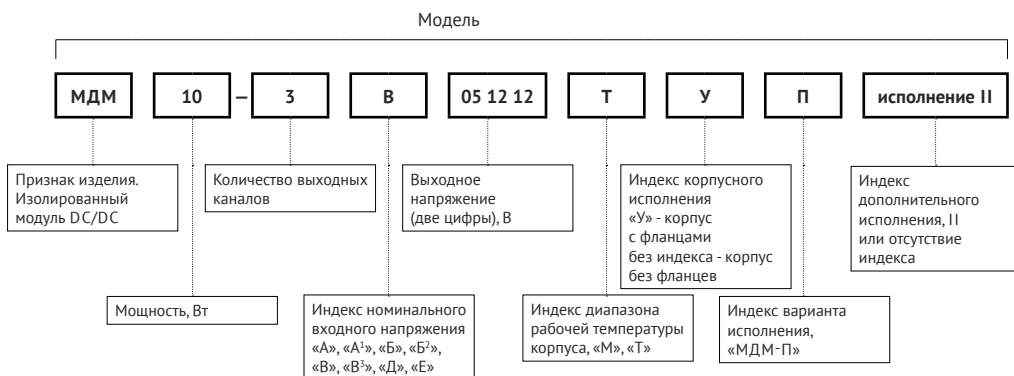 Модель
МДМ 10 – 3 В 05 12 12 Т У П исполнение II
Признак изделия.
Изолированный
модуль DC/DC
Количество выходных
каналов
Выходное
напряжение
(две цифры), В
Индекс корпусного
исполнения
«У» - корпус
с фланцами
без индекса - корпус
без фланцев
Индекс
дополнительного
исполнения, II
или отсутствие
индекса
Мощность, Вт
Индекс номинального
входного напряжения
«А», «А¹», «Б», «Б²»,
«В», «В³», «Д», «Е»
Индекс диапазона
рабочей температуры
корпуса, «М», «Т»
Индекс варианта
исполнения,
«МДМ-П»